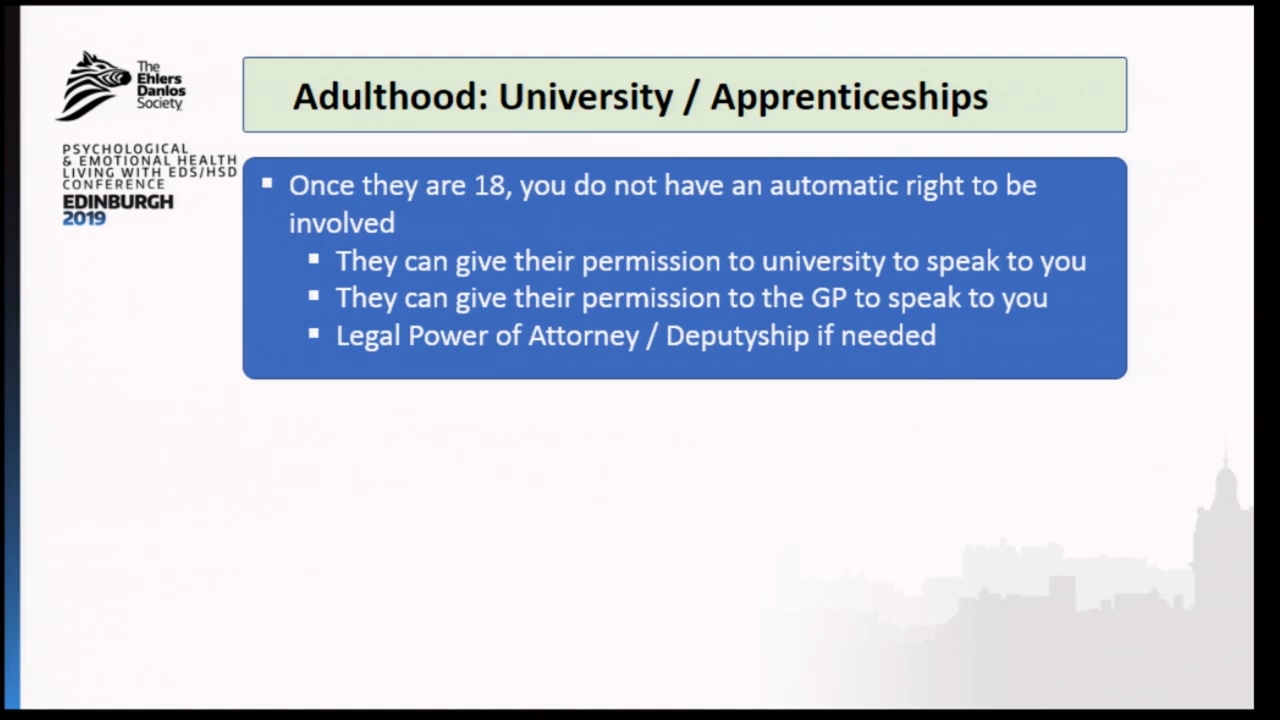 The
Ehlers
Danlos
Society
PSYCHOLOGICAL
& EMOTIONAL HEALTH
LIVING WITH EDS/HSD
CONFERENCE
EDINBURGH
2019
Adulthood: University / Apprenticeships
Once they are 18, you do not have an automatic right to be
involved
They can give their permission to university to speak to you
They can give their permission to the GP to speak to you
Legal Power of Attorney / Deputyship if needed